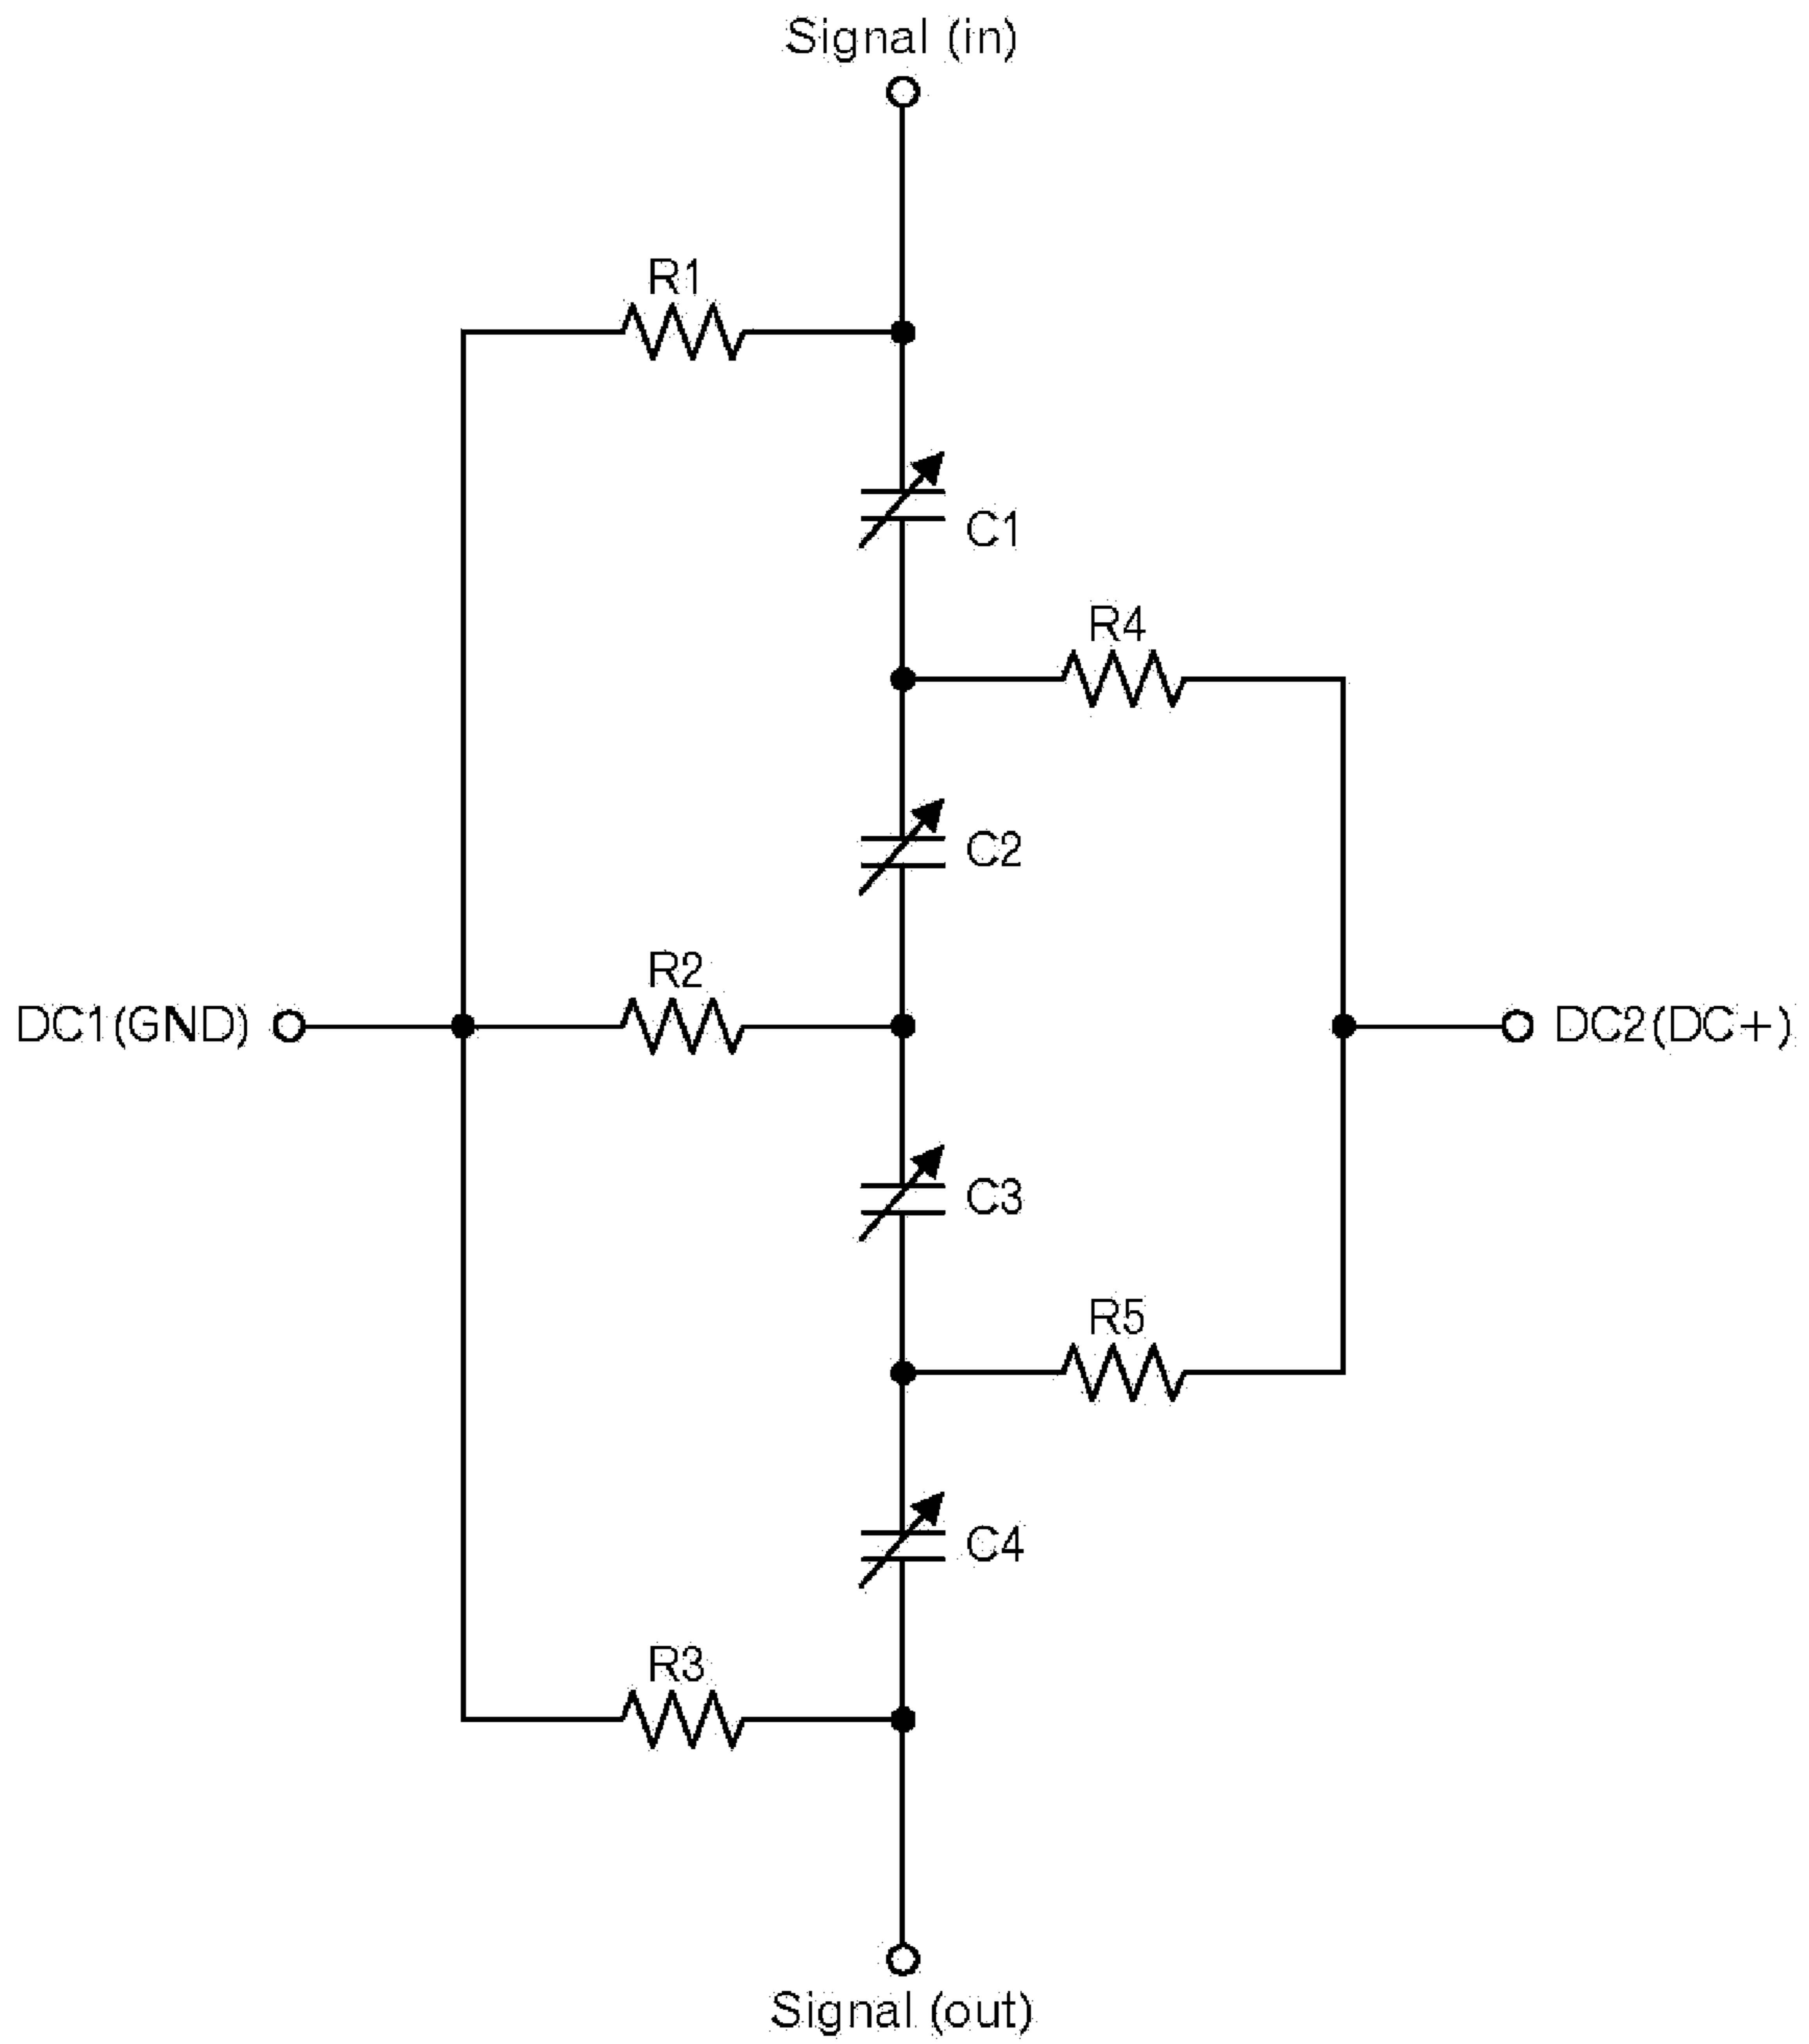 Signal (in)
R1
C1
R4
C2
R2
DC1(GND)
DC2(DC+)
C3
R5
C4
R3
Signal (out)